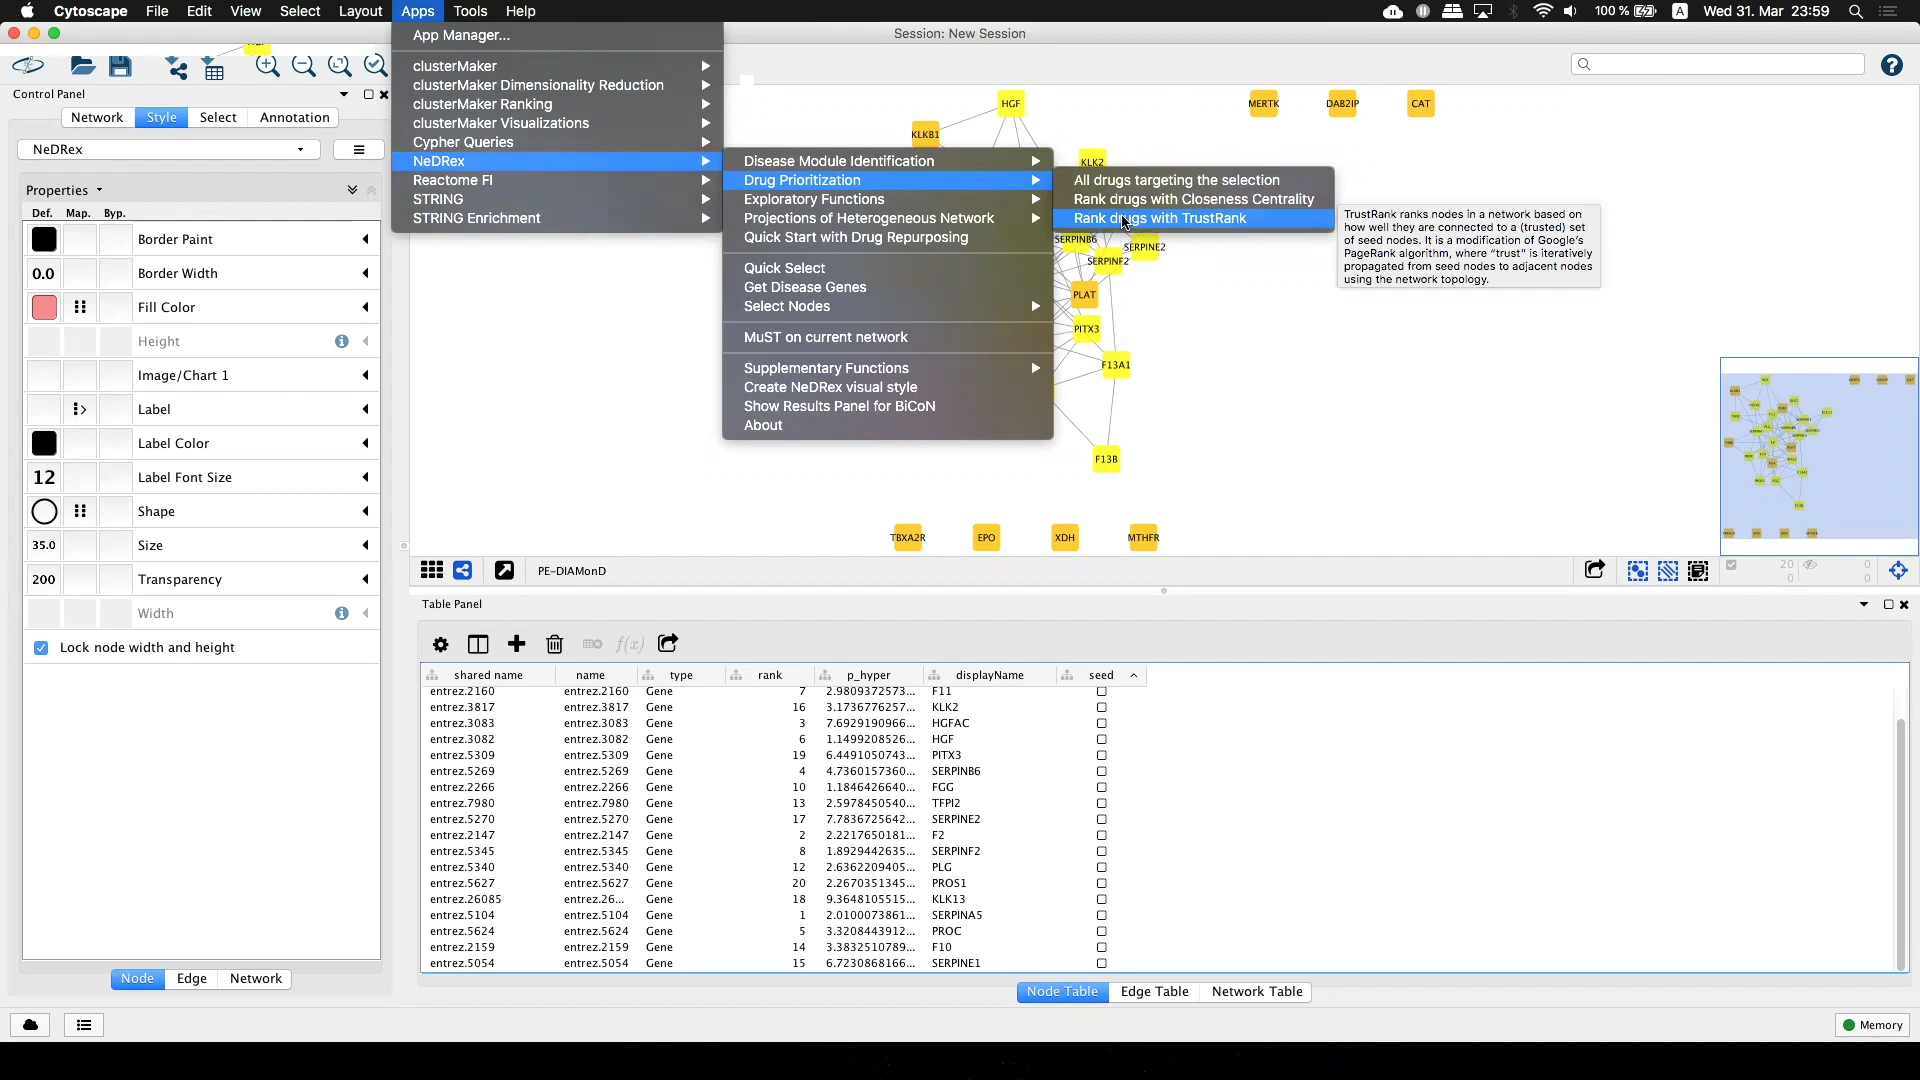 Cytoscape File Edit View Select Layout Apps Tools Help
100 % A Wed 31. Mar 23:59
Session: New Session
App Manager...
clusterMaker
clusterMaker Dimensionality Reduction
clusterMaker Ranking
clusterMaker Visualizations
Cypher Queries
NeDRex
Reactome FI
STRING
STRING Enrichment
Disease Module Identification
Drug Prioritization
Exploratory Functions
Projections of Heterogeneous Network
Quick Start with Drug Repurposing
Quick Select
Get Disease Genes
Select Nodes
MuST on current network
Supplementary Functions
Create NeDRex visual style
Show Results Panel for BiCoN
About
All drugs targeting the selection
Rank drugs with Closeness Centrality
Rank drugs with TrustRank
TrustRank ranks nodes in a network based on
how well they are connected to a (trusted) set
of seed nodes. It is a modification of Google's
PageRank algorithm, where "trust" is iteratively
propagated from seed nodes to adjacent nodes
using the network topology.
Control Panel
Network Style Select Annotation
NeDRex
Properties
Def. Map. Byp.
Border Paint
0.0 Border Width
Fill Color
Height
Image/Chart 1
Label
Label Color
12 Label Font Size
Shape
35.0 Size
200 Transparency
Width
Lock node width and height
Node Edge Network
HGF
MERTK
DAB2IP
CAT
KLKB1
KLK2
SERPINB6
SERPINE2
SERPINF2
PLAT
PITX3
F13A1
F13B
TBXA2R
EPO
XDH
MTHFR
PE-DIAMonD
20 0
0 0
Table Panel
f(x)
shared name name type rank p_hyper displayName seed
entrez.2160 entrez.2160 Gene 7 2.9809372573... F11
entrez.3817 entrez.3817 Gene 16 3.1736776257... KLK2
entrez.3083 entrez.3083 Gene 3 7.6929190966... HGFAC
entrez.3082 entrez.3082 Gene 6 1.1499208526... HGF
entrez.5309 entrez.5309 Gene 19 6.4491050743... PITX3
entrez.5269 entrez.5269 Gene 4 4.7360157360... SERPINB6
entrez.2266 entrez.2266 Gene 10 1.1846426640... FGG
entrez.7980 entrez.7980 Gene 13 2.5978450540... TFPI2
entrez.5270 entrez.5270 Gene 17 7.7836725642... SERPINE2
entrez.2147 entrez.2147 Gene 2 2.2217650181... F2
entrez.5345 entrez.5345 Gene 8 1.8929442635... SERPINF2
entrez.5340 entrez.5340 Gene 12 2.6362209405... PLG
entrez.5627 entrez.5627 Gene 20 2.2670351345... PROS1
entrez.26085 entrez.26... Gene 18 9.3648105515... KLK13
entrez.5104 entrez.5104 Gene 1 2.0100073861... SERPINA5
entrez.5624 entrez.5624 Gene 5 3.3208443912... PROC
entrez.2159 entrez.2159 Gene 14 3.3832510789... F10
entrez.5054 entrez.5054 Gene 15 6.7230868166... SERPINE1
Node Table Edge Table Network Table
Memory